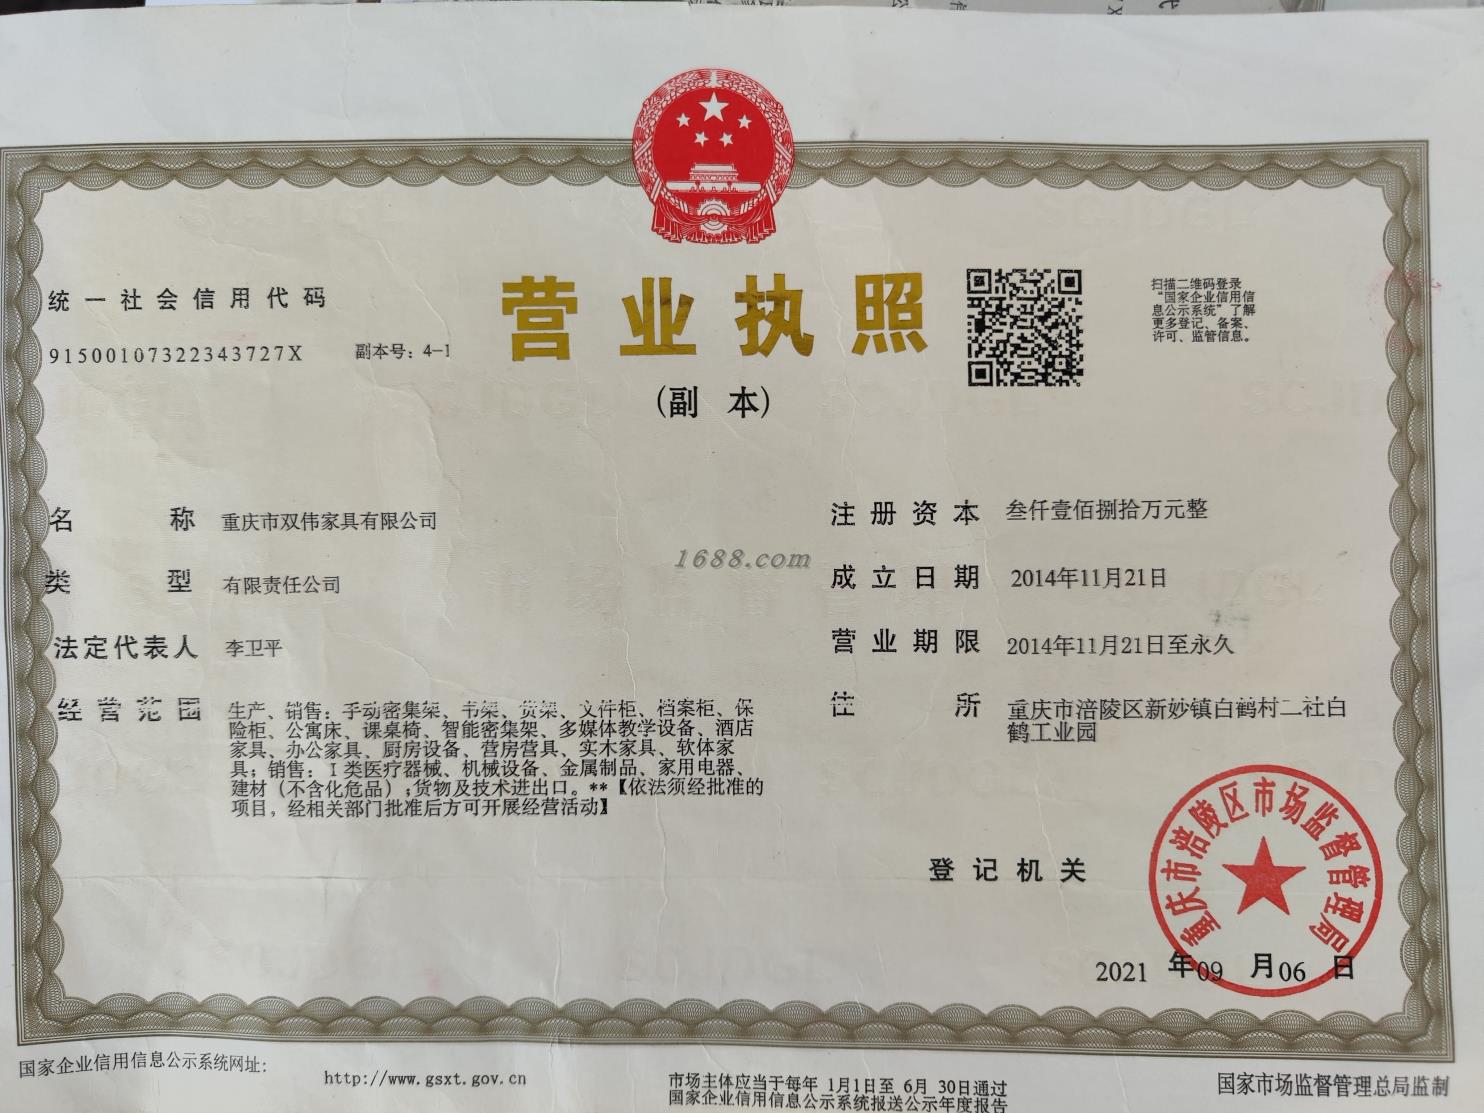 统一社会信用代码
91500107322343727X 副本号：4-1
营业执照
（副 本）
扫描二维码登录
“国家企业信用信
息公示系统”了解
更多登记、备案、
许可、监管信息。
名 称 重庆市双伟家具有限公司
类 型 有限责任公司
法定代表人 李卫平
经营范围 生产、销售：手动密集架、书架、货架、文件柜、档案柜、保
险柜、公寓床、课桌椅、智能密集架、多媒体教学设备、酒店
家具、办公家具、厨房设备、营房营具、实木家具、软体家
具；销售：I类医疗器械、机械设备、金属制品、家用电器、
建材（不含化危品）;货物及技术进出口。**【依法须经批准的
项目，经相关部门批准后方可开展经营活动】
注册资本 叁仟壹佰捌拾万元整
成立日期 2014年11月21日
营业期限 2014年11月21日至永久
住 所 重庆市涪陵区新妙镇白鹤村二社白
鹤工业园
1688.com
登记机关
重庆市涪陵区市场监督管理局
2021 年09 月06 日
国家企业信用信息公示系统网址：
http://www.gsxt.gov.cn
市场主体应当于每年 1月1日至 6月 30日通过
国家企业信用信息公示系统报送公示年度报告
国家市场监督管理总局监制